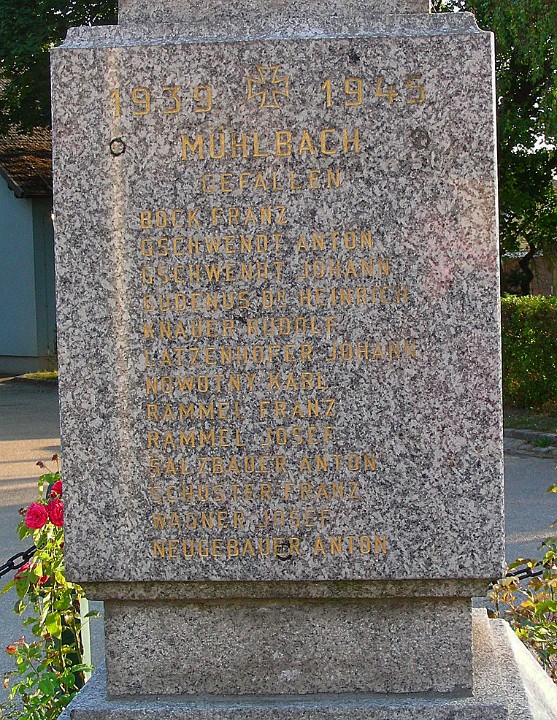 1939 1945
MÜHLBACH
GEFALLEN
BOCK FRANZ
GSCHWENDT ANTON
GSCHWENDT JOHANN
GUDENUS DR HEINRICH
KNAUER RUDOLF
LATZENHOFER JOHANN
NOWOTNY KARL
RAMMEL FRANZ
RAMMEL JOSEF
SALZBAUER ANTON
SCHUSTER FRANZ
WAGNER JOSEF
NEUGEBAUER ANTON